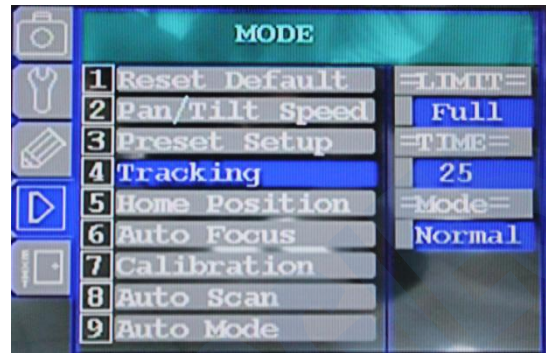 MODE
1 Reset Default
2 Pan/Tilt Speed
3 Preset Setup
4 Tracking
5 Home Position
6 Auto Focus
7 Calibration
8 Auto Scan
9 Auto Mode
=LIMIT=
Full
=TIME=
25
=Mode=
Normal